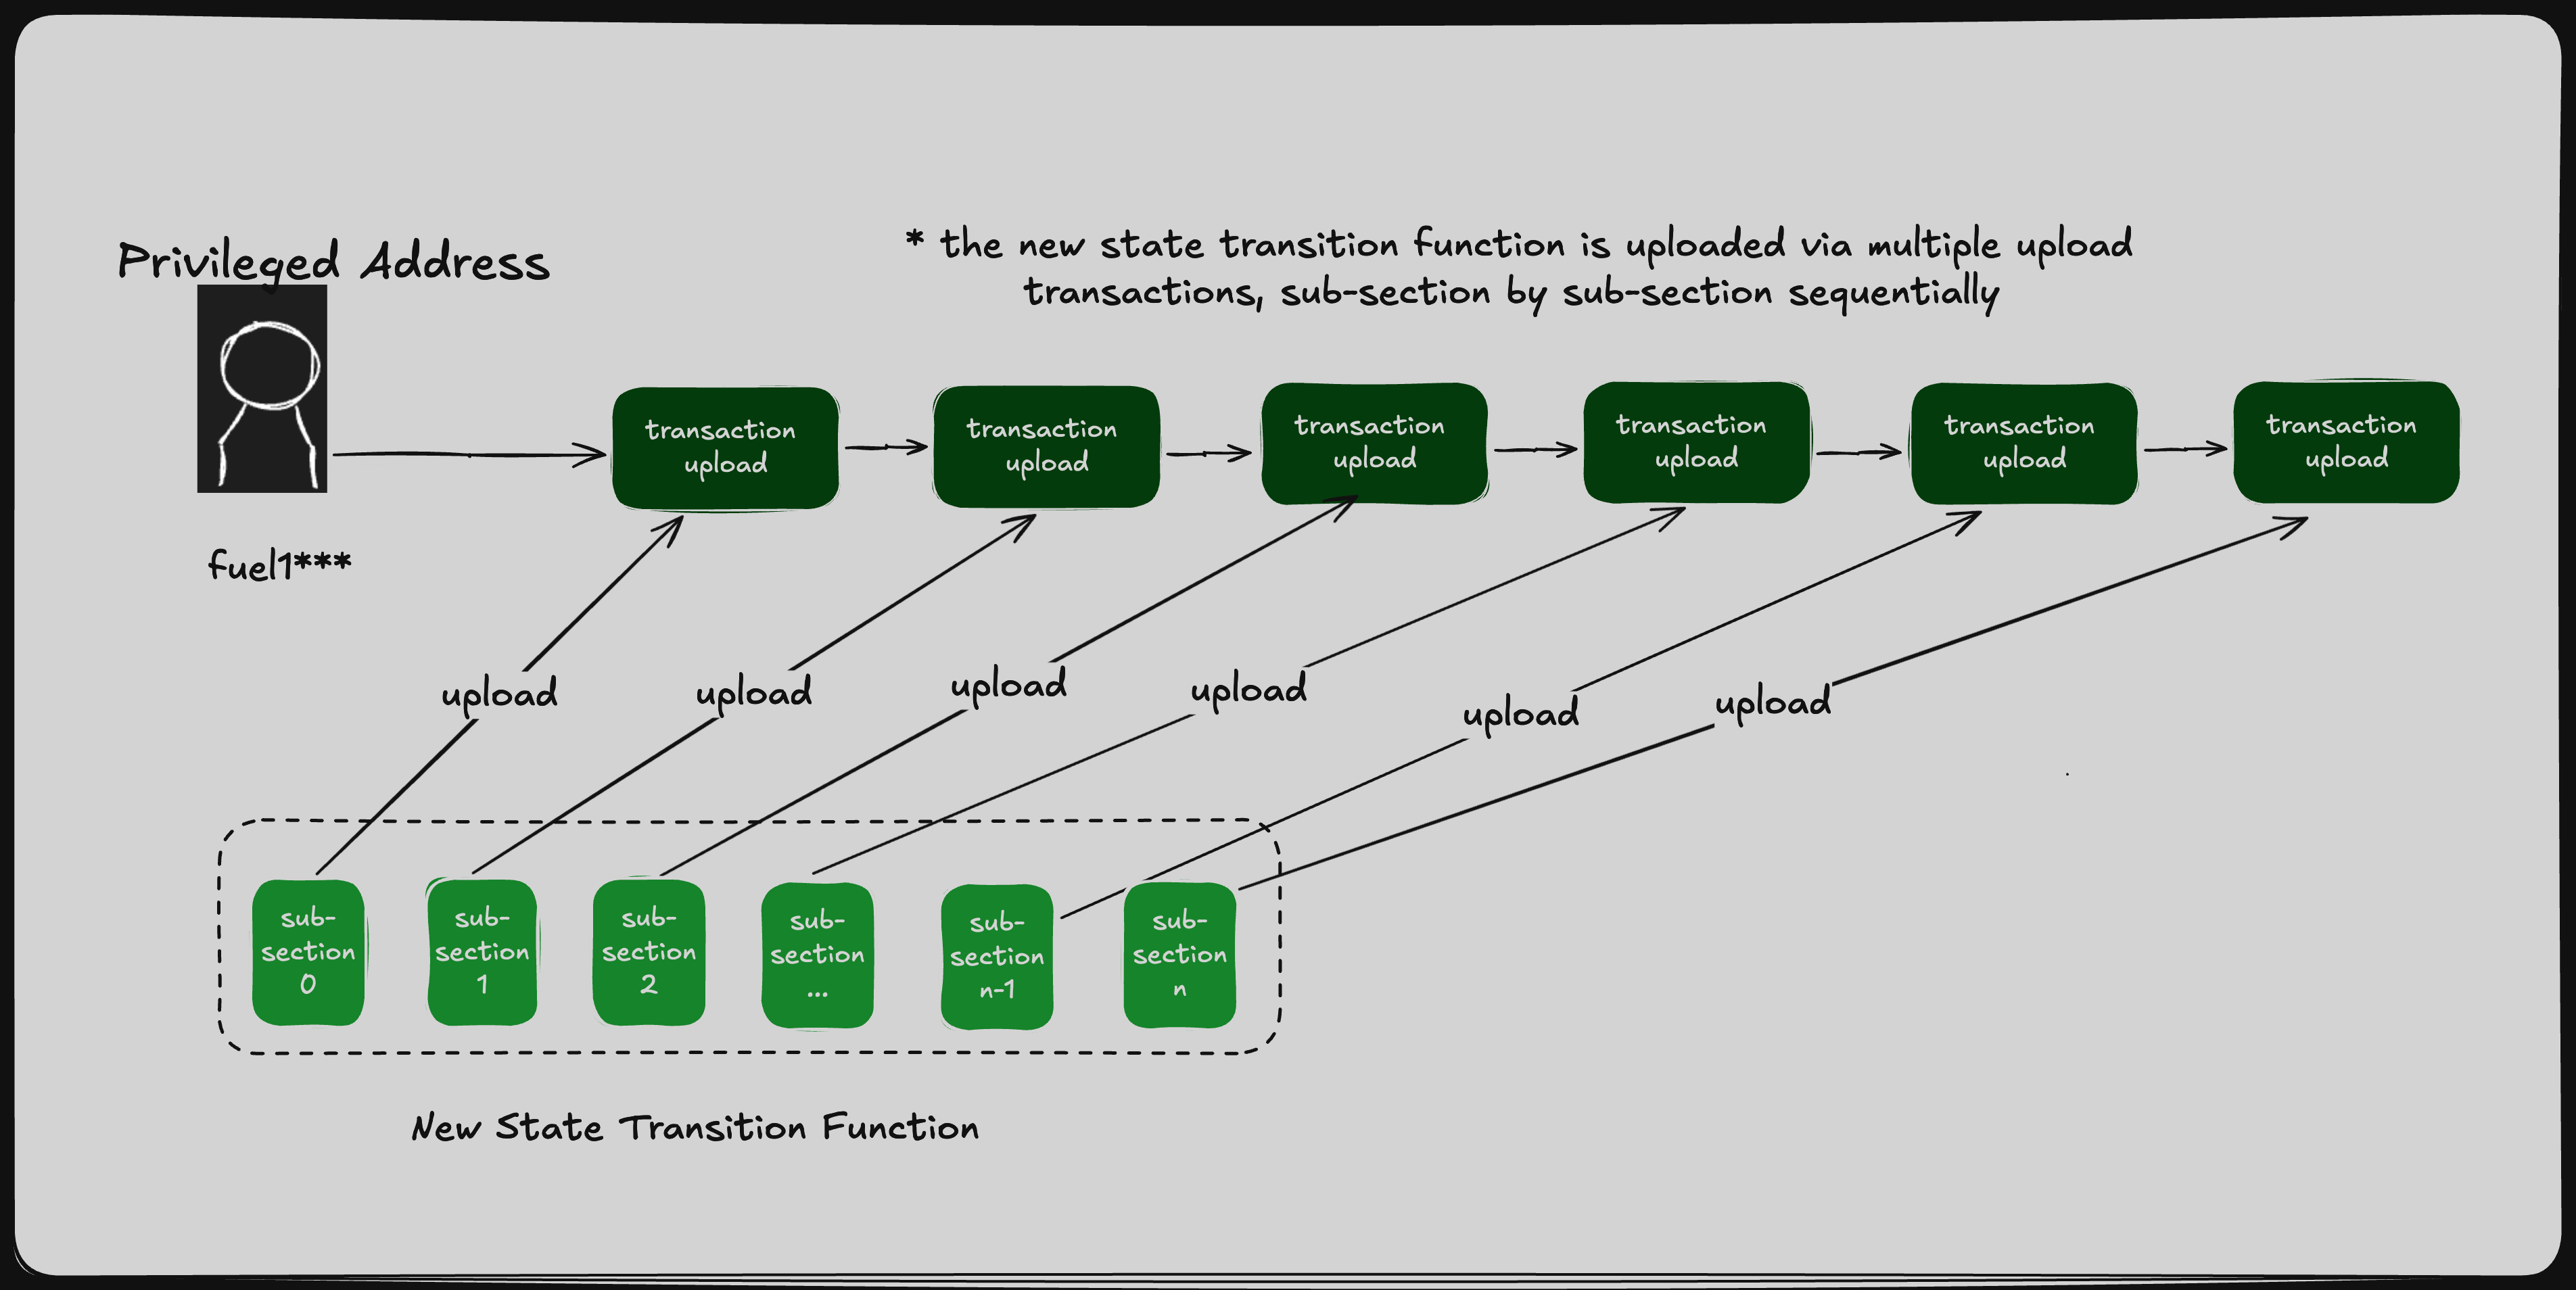 Privileged Address
* the new state transition function is uploaded via multiple upload
transactions, sub-section by sub-section sequentially
transaction
upload
transaction
upload
transaction
upload
transaction
upload
transaction
upload
transaction
upload
fuel1***
upload
upload
upload
upload
upload
upload
sub-
section
0
sub-
section
1
sub-
section
2
sub-
section
...
sub-
section
n-1
sub-
section
n
New State Transition Function